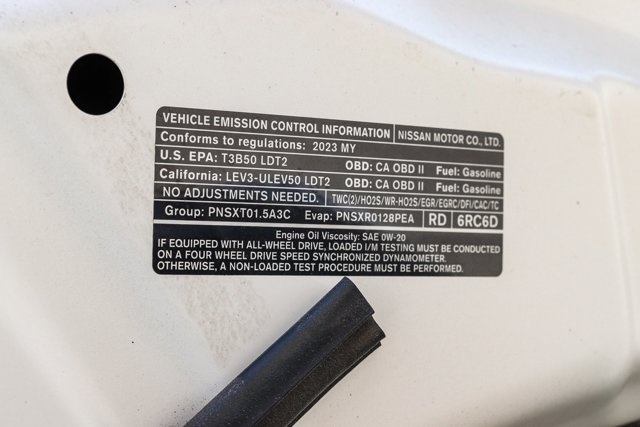 VEHICLE EMISSION CONTROL INFORMATION NISSAN MOTOR CO., LTD.
Conforms to regulations: 2023 MY
U.S. EPA: T3B50 LDT2 OBD: CA OBD II Fuel: Gasoline
California: LEV3-ULEV50 LDT2 OBD: CA OBD II Fuel: Gasoline
NO ADJUSTMENTS NEEDED. TWC(2)/HO2S/WR-HO2S/EGR/EGRC/DFI/CAC/TC
Group: PNSXT01.5A3C Evap: PNSXR0128PEA RD 6RC6D
Engine Oil Viscosity: SAE 0W-20
IF EQUIPPED WITH ALL-WHEEL DRIVE, LOADED I/M TESTING MUST BE CONDUCTED
ON A FOUR WHEEL DRIVE SPEED SYNCHRONIZED DYNAMOMETER.
OTHERWISE, A NON-LOADED TEST PROCEDURE MUST BE PERFORMED.